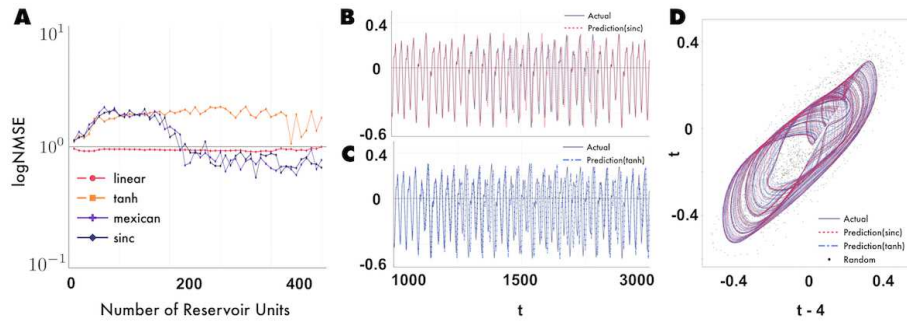 A
10^1
10^0
10^-1
logNMSE
linear
tanh
mexican
sinc
0
200
400
Number of Reservoir Units
B
0.4
0
-0.6
Actual
Prediction(sinc)
C
0.4
0
-0.6
Actual
Prediction(tanh)
1000
1500
3000
t
D
0.4
0
-0.4
t
Actual
Prediction(sinc)
Prediction(tanh)
Random
-0.4
0
0.4
t - 4